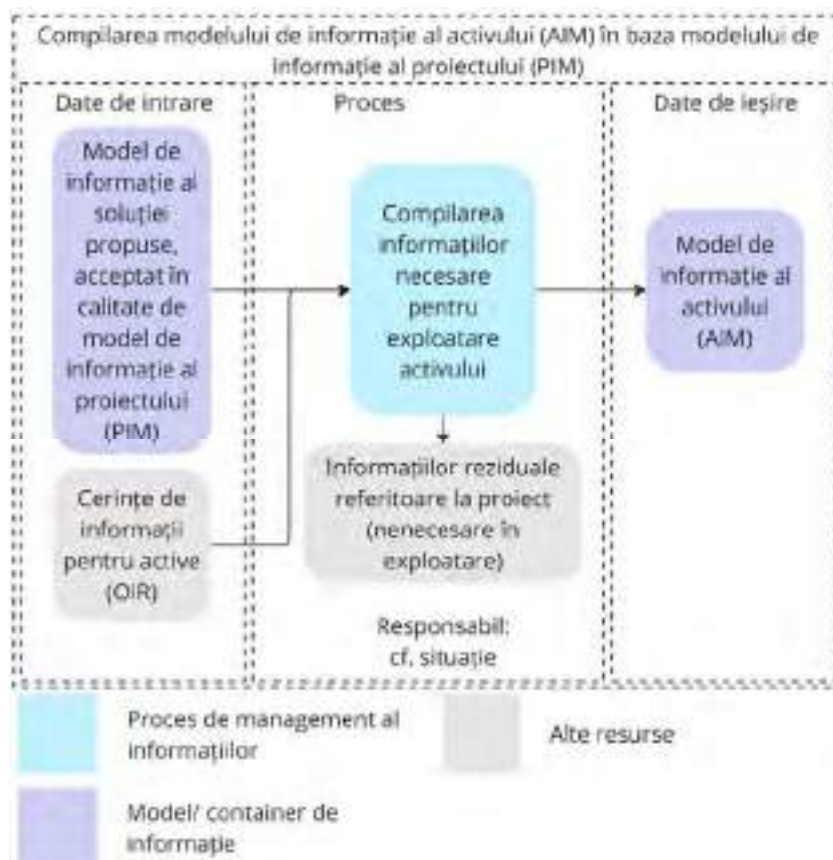 Compilarea modelului de informație al activului (AIM) în baza modelului de
informație al proiectului (PIM)
Date de intrare
Proces
Date de ieșire
Model de
informație al
soluției
propuse,
acceptat în
calitate de
model de
informație al
proiectului
(PIM)
Compilarea
informațiilor
necesare
pentru
exploatare
activului
Model de
informație al
activului
(AIM)
Cerințe de
informații
pentru active
(OIR)
Informațiilor reziduale
referitoare la proiect
(nenecesare în
exploatare)
Responsabil:
cf. situație
Proces de management al
informațiilor
Alte resurse
Model/ container de
informație